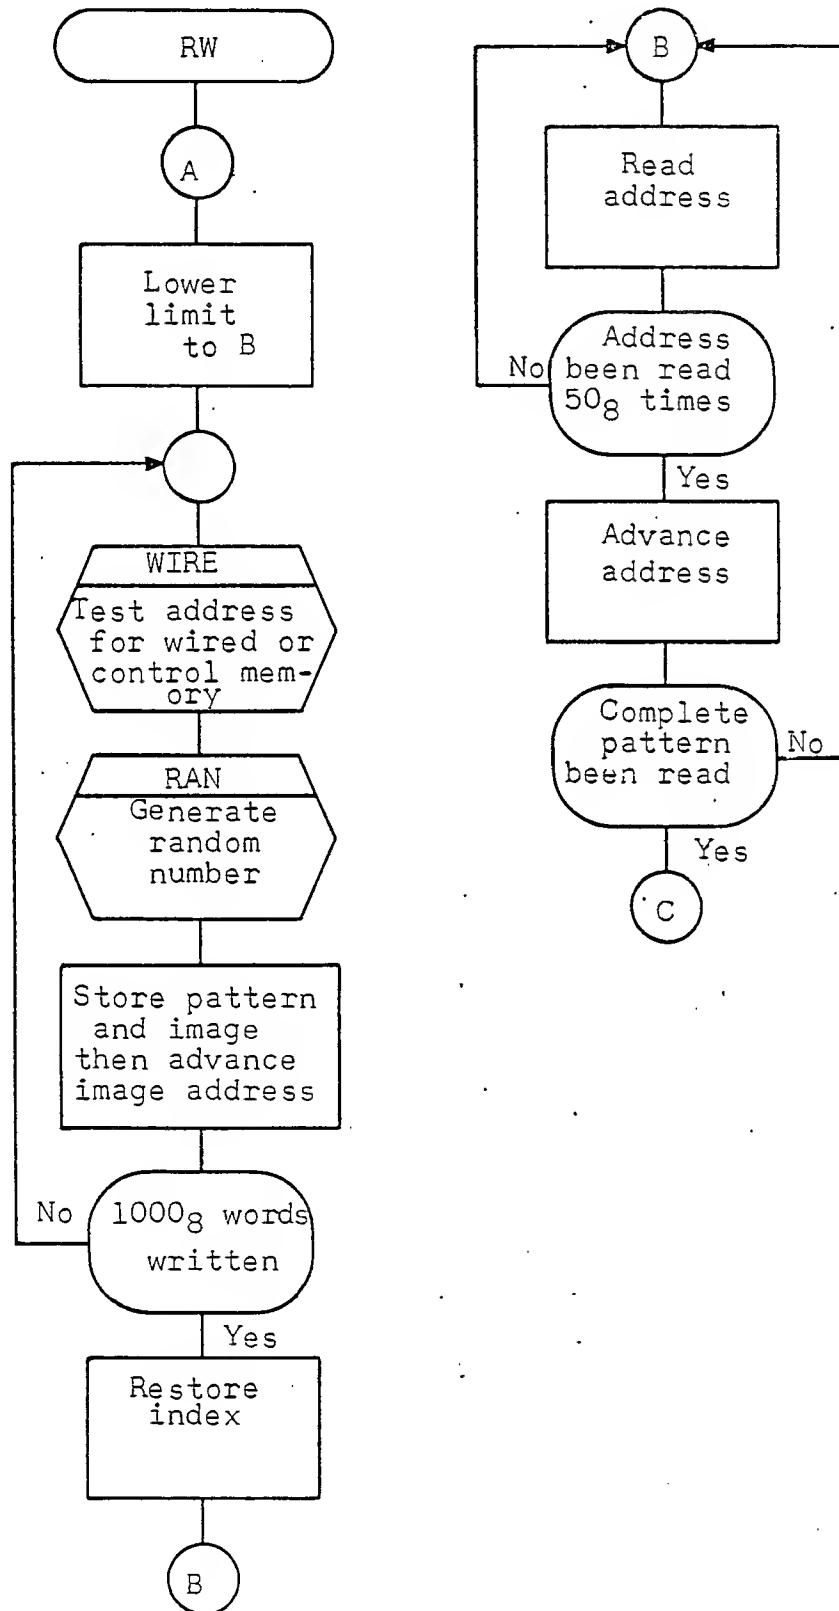 RW
A
Lower
limit
to B
WIRE
Test address
for wired or
control mem-
ory
RAN
Generate
random
number
Store pattern
and image
then advance
image address
No
1000₈ words
written
Yes
Restore
index
B
B
Read
address
Address
No been read
50₈ times
Yes
Advance
address
Complete
pattern
No
been read
Yes
C